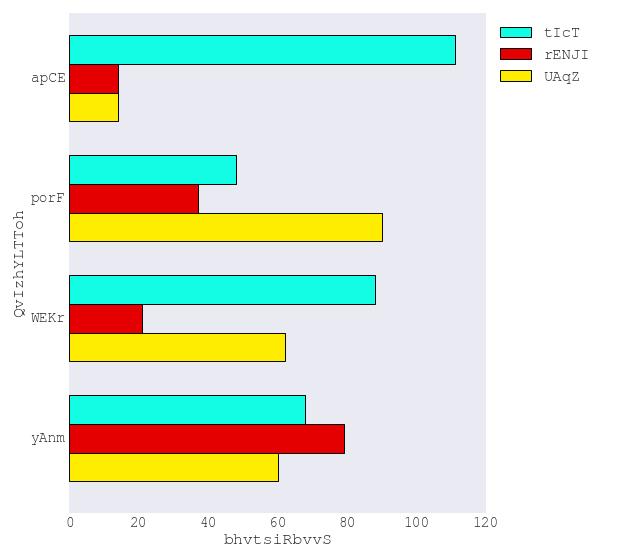 tIcT
rENJI
UAqZ
apCE
porF
WEKr
yAnm
QvIzhYLTToh
0 20 40 60 80 100 120
bhvtsiRbvvS